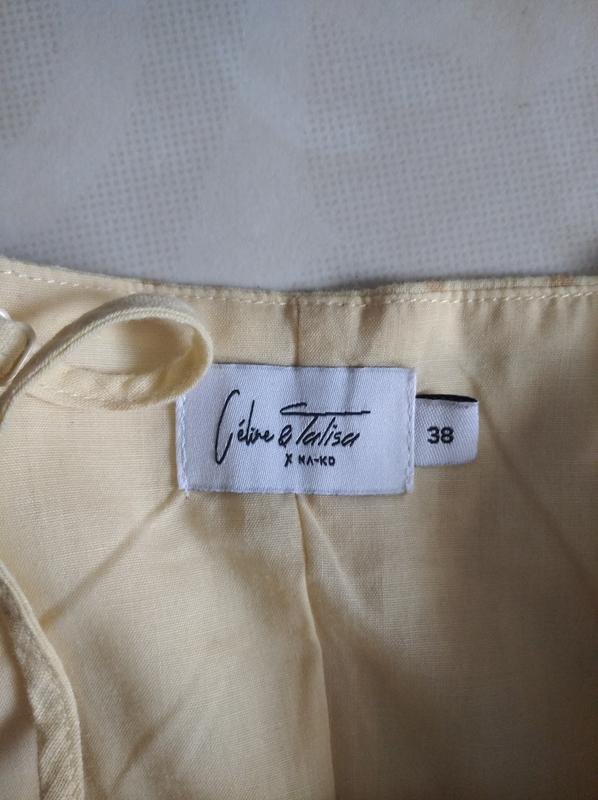 Céline & Talisa
X NA-KD
38